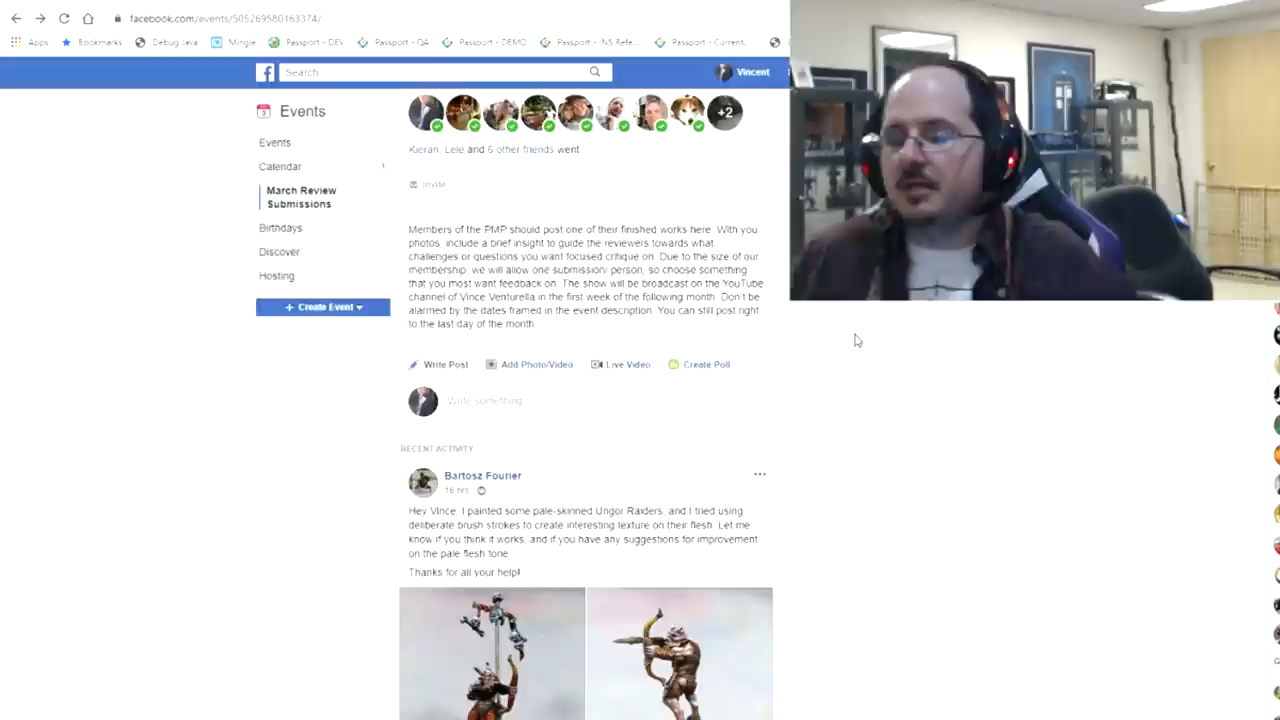 facebook.com/events/505269580163374/
Apps Bookmarks Debug Java Mingle Passport - DEV Passport - QA Passport - DEMO Passport - INS Refe... Passport - Current...
Search
Vincent
Events
+2
Kieran, Lele and 6 other friends went
Events
Calendar 1
Invite
March Review
Submissions
Birthdays
Discover
Hosting
+ Create Event
Members of the PMP should post one of their finished works here. With you
photos, include a brief insight to guide the reviewers towards what
challenges or questions you want focused critique on. Due to the size of our
membership, we will allow one submission/ person, so choose something
that you most want feedback on. The show will be broadcast on the YouTube
channel of Vince Venturella in the first week of the following month. Don't be
alarmed by the dates framed in the event description. You can still post right
to the last day of the month
Write Post Add Photo/Video Live Video Create Poll
Write something
RECENT ACTIVITY
Bartosz Fourier
16 hrs
Hey Vince, I painted some pale-skinned Ungor Raiders, and I tried using
deliberate brush strokes to create interesting texture on their flesh. Let me
know if you think it works, and if you have any suggestions for improvement
on the pale flesh tone
Thanks for all your help!